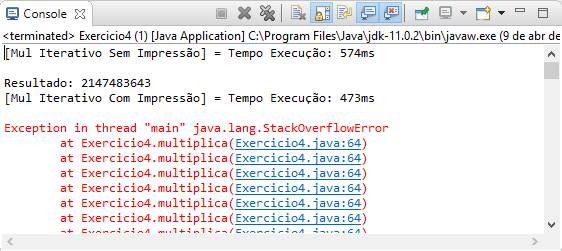 Console
<terminated> Exercicio4 (1) [Java Application] C:\Program Files\Java\jdk-11.0.2\bin\javaw.exe (9 de abr de
[Mul Iterativo Sem Impressão] = Tempo Execução: 574ms
Resultado: 2147483643
[Mul Iterativo Com Impressão] = Tempo Execução: 473ms
Exception in thread "main" java.lang.StackOverflowError
at Exercicio4.multiplica(Exercicio4.java:64)
at Exercicio4.multiplica(Exercicio4.java:64)
at Exercicio4.multiplica(Exercicio4.java:64)
at Exercicio4.multiplica(Exercicio4.java:64)
at Exercicio4.multiplica(Exercicio4.java:64)
at Exercicio4.multiplica(Exercicio4.java:64)
at Exercicio4.multiplica(Exercicio4.java:64)